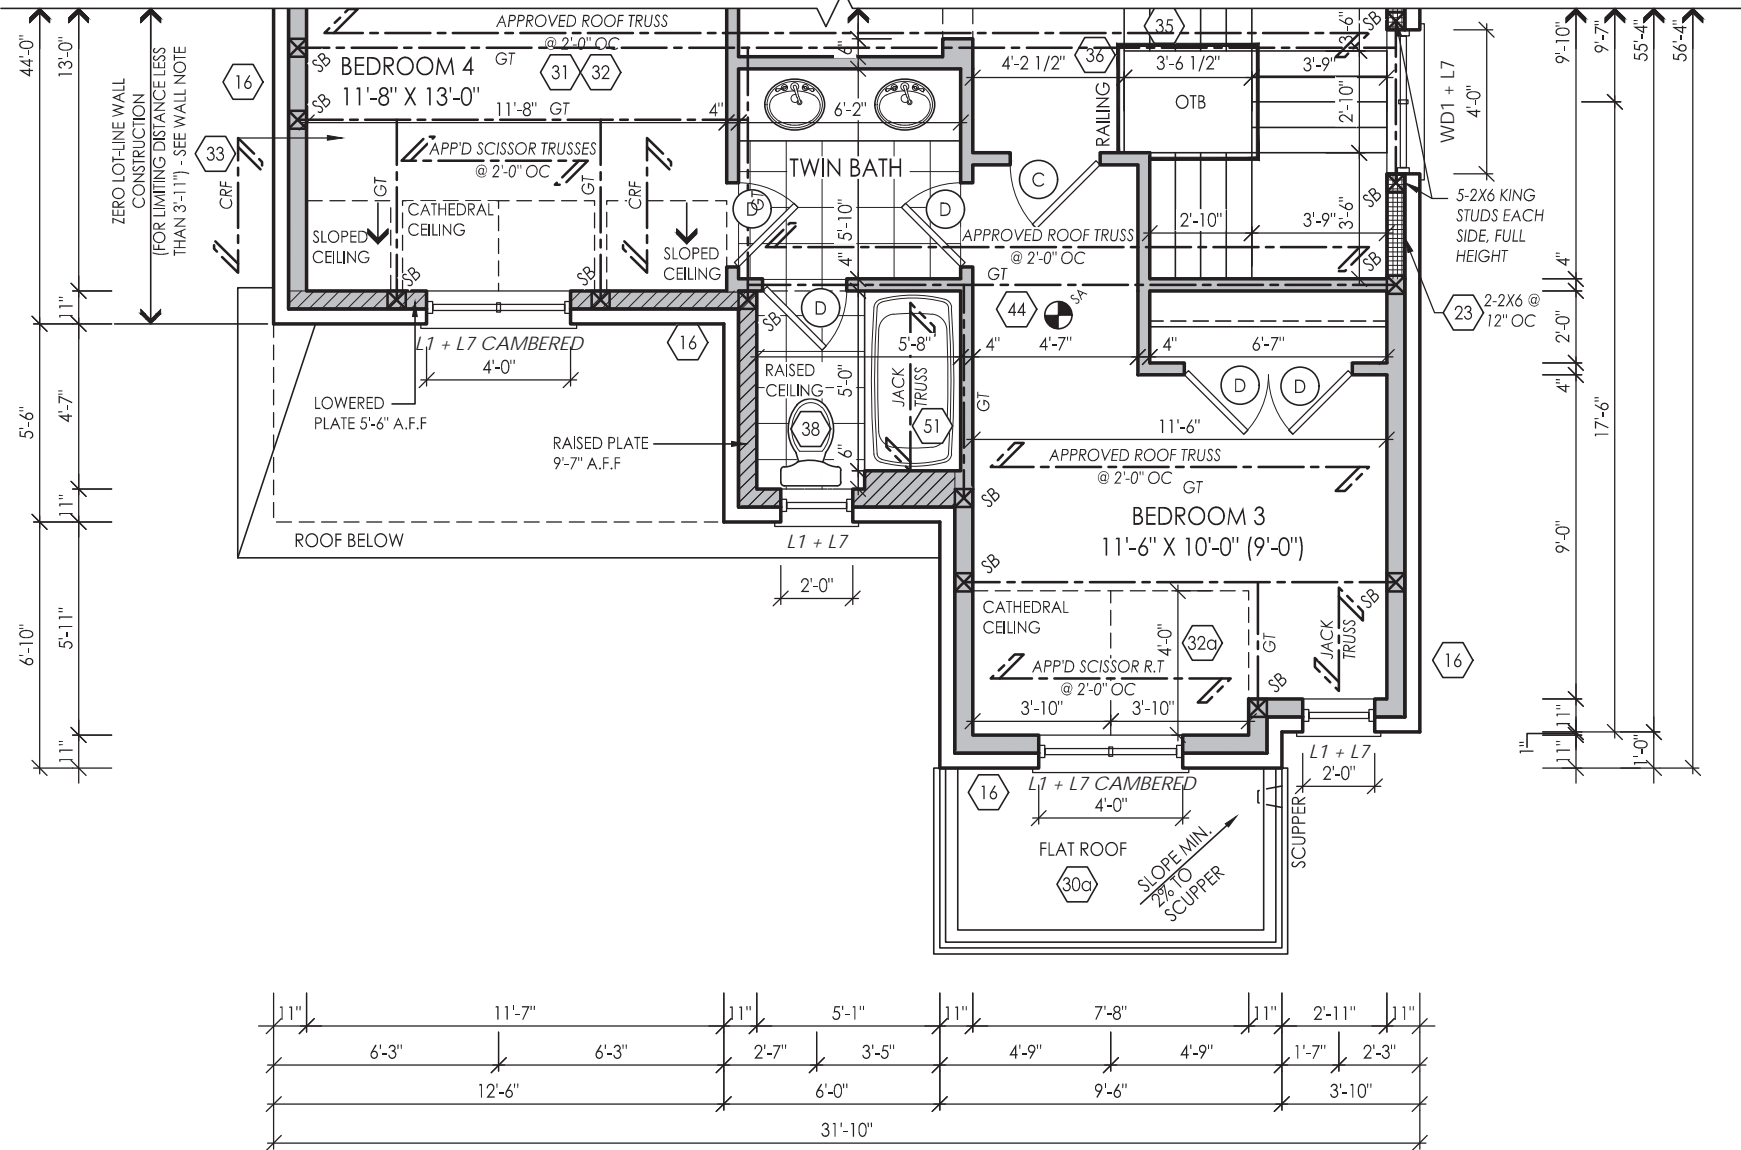 APPROVED ROOF TRUSS
@ 2'-0" OC
BEDROOM 4
11'-8" X 13'-0"
GT
31
32
SB
SB
11'-8"
GT
4"
16
33
CRF
APP'D SCISSOR TRUSSES
@ 2'-0" OC
GT
GT
CRF
CATHEDRAL
CEILING
SLOPED
CEILING
SLOPED
CEILING
SB
SB
ZERO LOT-LINE WALL
CONSTRUCTION
(FOR LIMITING DISTANCE LESS
THAN 3'-11") - SEE WALL NOTE
44'-0"
13'-0"
11"
5'-6"
4'-7"
11"
6'-10"
5'-11"
11"
6"
6'-2"
TWIN BATH
D
GT
D
5'-10"
4"
4'-2 1/2"
36
35
3'-6 1/2"
3'-9"
3'-6"
SB
RAILING
OTB
2'-10"
C
APPROVED ROOF TRUSS
@ 2'-0" OC
GT
2'-10"
3'-9"
3'-6"
SB
SB
WD1 + L7
4'-0"
5-2X6 KING
STUDS EACH
SIDE, FULL
HEIGHT
23
2-2X6 @
12" OC
9'-10"
9'-7"
55'-4"
56'-4"
4"
2'-0"
4"
17'-6"
9'-0"
11"
1"
11"
1'-0"
L1 + L7 CAMBERED
4'-0"
16
LOWERED
PLATE 5'-6" A.F.F
RAISED PLATE
9'-7" A.F.F
ROOF BELOW
SB
D
RAISED
CEILING
5'-0"
38
6"
5'-8"
JACK
TRUSS
51
L1 + L7
2'-0"
44
SA
4"
4'-7"
4"
6'-7"
GT
D
D
11'-6"
APPROVED ROOF TRUSS
@ 2'-0" OC
GT
SB
BEDROOM 3
11'-6" X 10'-0" (9'-0")
SB
CATHEDRAL
CEILING
4'-0"
32a
GT
JACK
TRUSS
SB
APP'D SCISSOR R.T
@ 2'-0" OC
3'-10"
3'-10"
SB
16
L1 + L7
2'-0"
16
L1 + L7 CAMBERED
4'-0"
FLAT ROOF
30a
SLOPE MIN.
2% TO
SCUPPER
SCUPPER
11"
11'-7"
11"
5'-1"
11"
7'-8"
11"
2'-11"
11"
6'-3"
6'-3"
2'-7"
3'-5"
4'-9"
4'-9"
1'-7"
2'-3"
12'-6"
6'-0"
9'-6"
3'-10"
31'-10"